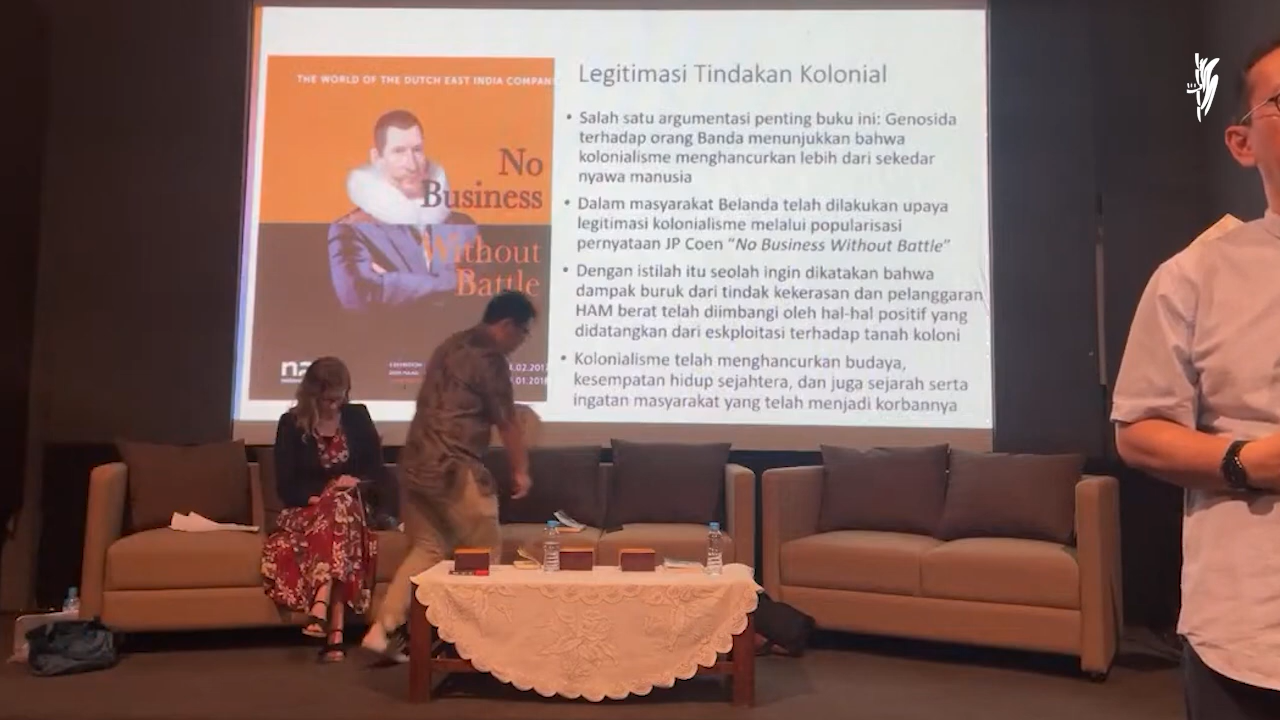 THE WORLD OF THE DUTCH EAST INDIA COMPAN
No
Business
Without
Battle
Legitimasi Tindakan Kolonial
• Salah satu argumentasi penting buku ini: Genosida
terhadap orang Banda menunjukkan bahwa
kolonialisme menghancurkan lebih dari sekedar
nyawa manusia
• Dalam masyarakat Belanda telah dilakukan upaya
legitimasi kolonialisme melalui popularisasi
pernyataan JP Coen “No Business Without Battle”
• Dengan istilah itu seolah ingin dikatakan bahwa
dampak buruk dari tindak kekerasan dan pelanggaran
HAM berat telah diimbangi oleh hal-hal positif yang
didatangkan dari eskploitasi terhadap tanah koloni
• Kolonialisme telah menghancurkan budaya,
kesempatan hidup sejahtera, dan juga sejarah serta
ingatan masyarakat yang telah menjadi korbannya